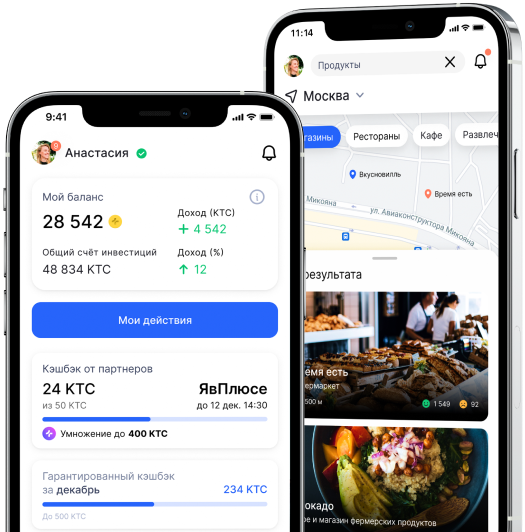 9:41
Анастасия
Мой баланс
28 542
Доход (КТС)
+ 4 542
Общий счёт инвестиций
48 834 KTC
Доход (%)
↑ 12
Мои действия
Кэшбэк от партнеров
24 КТС
ЯвПлюсе
из 50 КТС
до 12 дек. 14:30
Умножение до 400 КТС
Гарантированный кэшбэк
за декабрь
234 КТС
До 500 КТС
11:14
Продукты
Москва
газины
Рестораны
Кафе
Развлеч
Вкусновилль
Время есть
Микояна
ул. Авиаконструктора Микояна
результата
емя есть
ермаркет
500 м
1 549
92
окадо
е и магазин фермерских продуктов